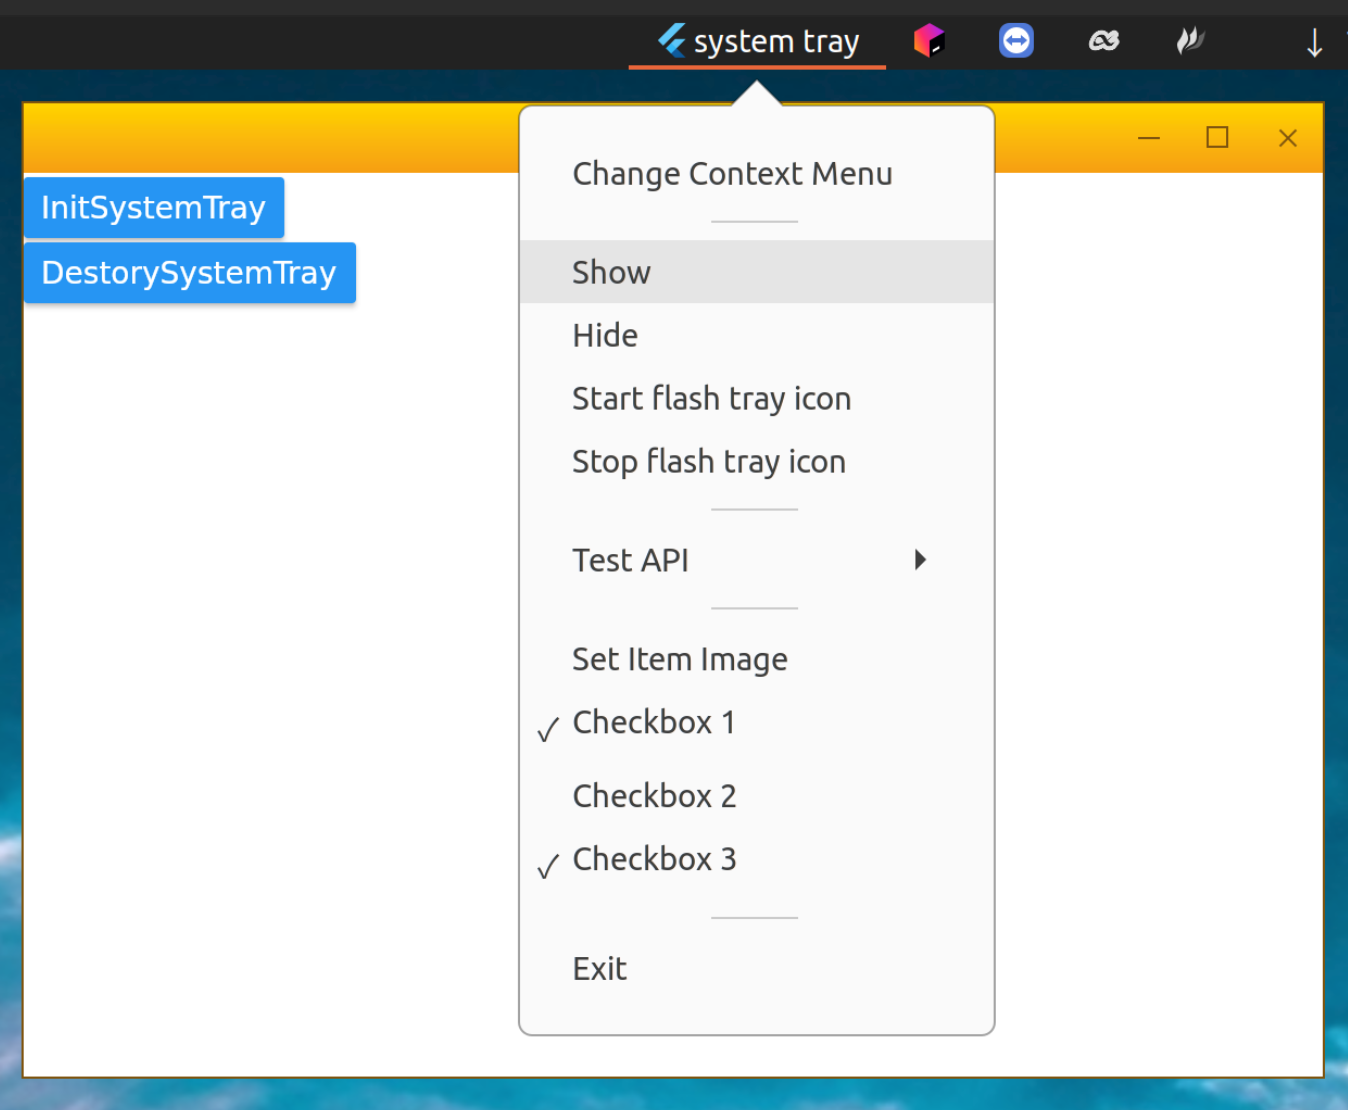 system tray
Change Context Menu
InitSystemTray
DestorySystemTray
Show
Hide
Start flash tray icon
Stop flash tray icon
Test API
Set Item Image
Checkbox 1
Checkbox 2
Checkbox 3
Exit